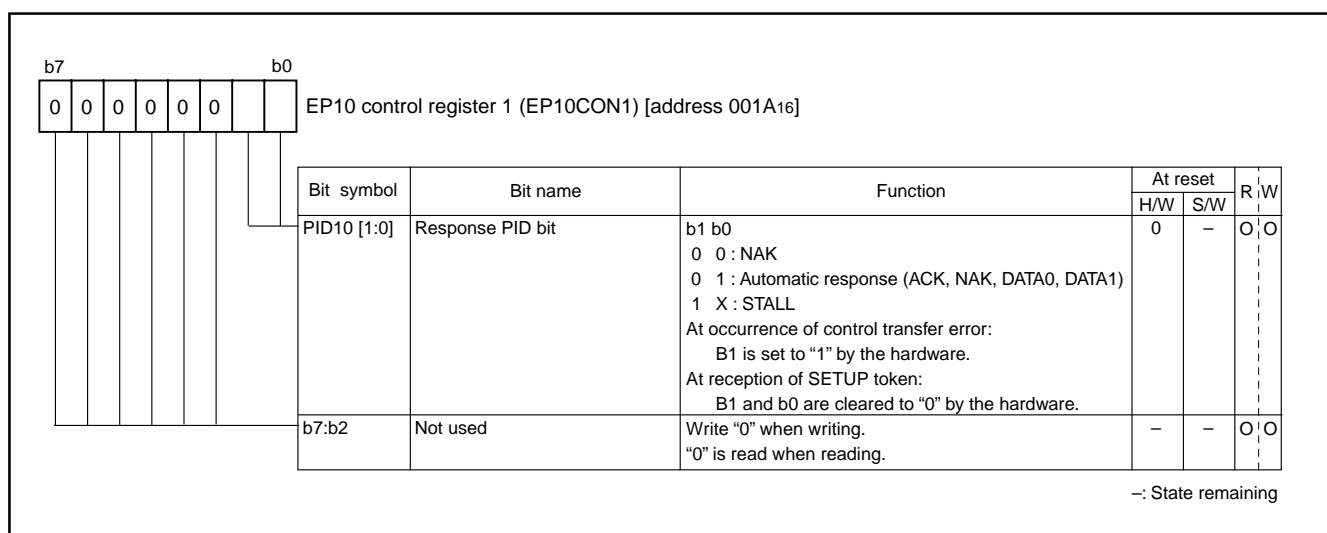 b7 b0
0 0 0 0 0 0 EP10 control register 1 (EP10CON1) [address 001A16]
Bit symbol Bit name Function At reset R W
H/W S/W
PID10 [1:0] Response PID bit b1 b0 0 – O O
0 0 : NAK
0 1 : Automatic response (ACK, NAK, DATA0, DATA1)
1 X : STALL
At occurrence of control transfer error:
B1 is set to “1” by the hardware.
At reception of SETUP token:
B1 and b0 are cleared to “0” by the hardware.
b7:b2 Not used Write “0” when writing. – – O O
“0” is read when reading.
–: State remaining